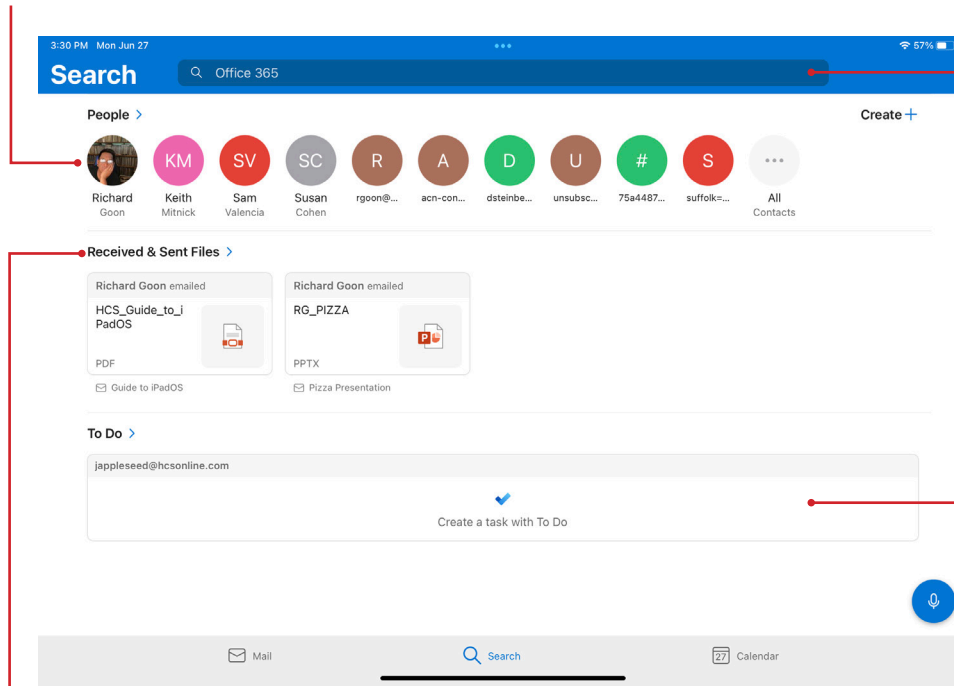 3:30 PM Mon Jun 27
57%
Search
Office 365
People >
Create +
KM
SV
SC
R
A
D
U
#
S
Richard
Goon
Keith
Mitnick
Sam
Valencia
Susan
Cohen
rgoon@...
acn-con...
dsteinbe...
unsubsc...
75a4487...
suffolk=...
All
Contacts
Received & Sent Files >
Richard Goon emailed
HCS_Guide_to_i
PadOS
PDF
Guide to iPadOS
Richard Goon emailed
RG_PIZZA
P
PPTX
Pizza Presentation
To Do >
jappleseed@hcsonline.com
Create a task with To Do
Mail
Search
27
Calendar